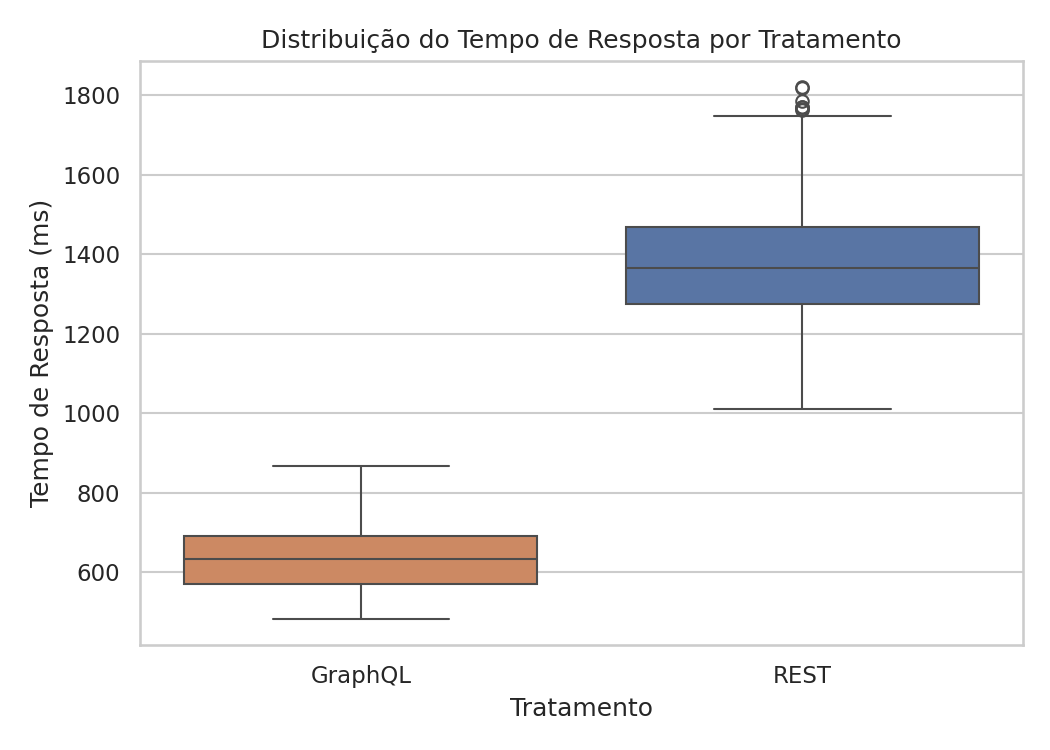 Distribuição do Tempo de Resposta por Tratamento
Tempo de Resposta (ms)
1800
1600
1400
1200
1000
800
600
GraphQL
REST
Tratamento